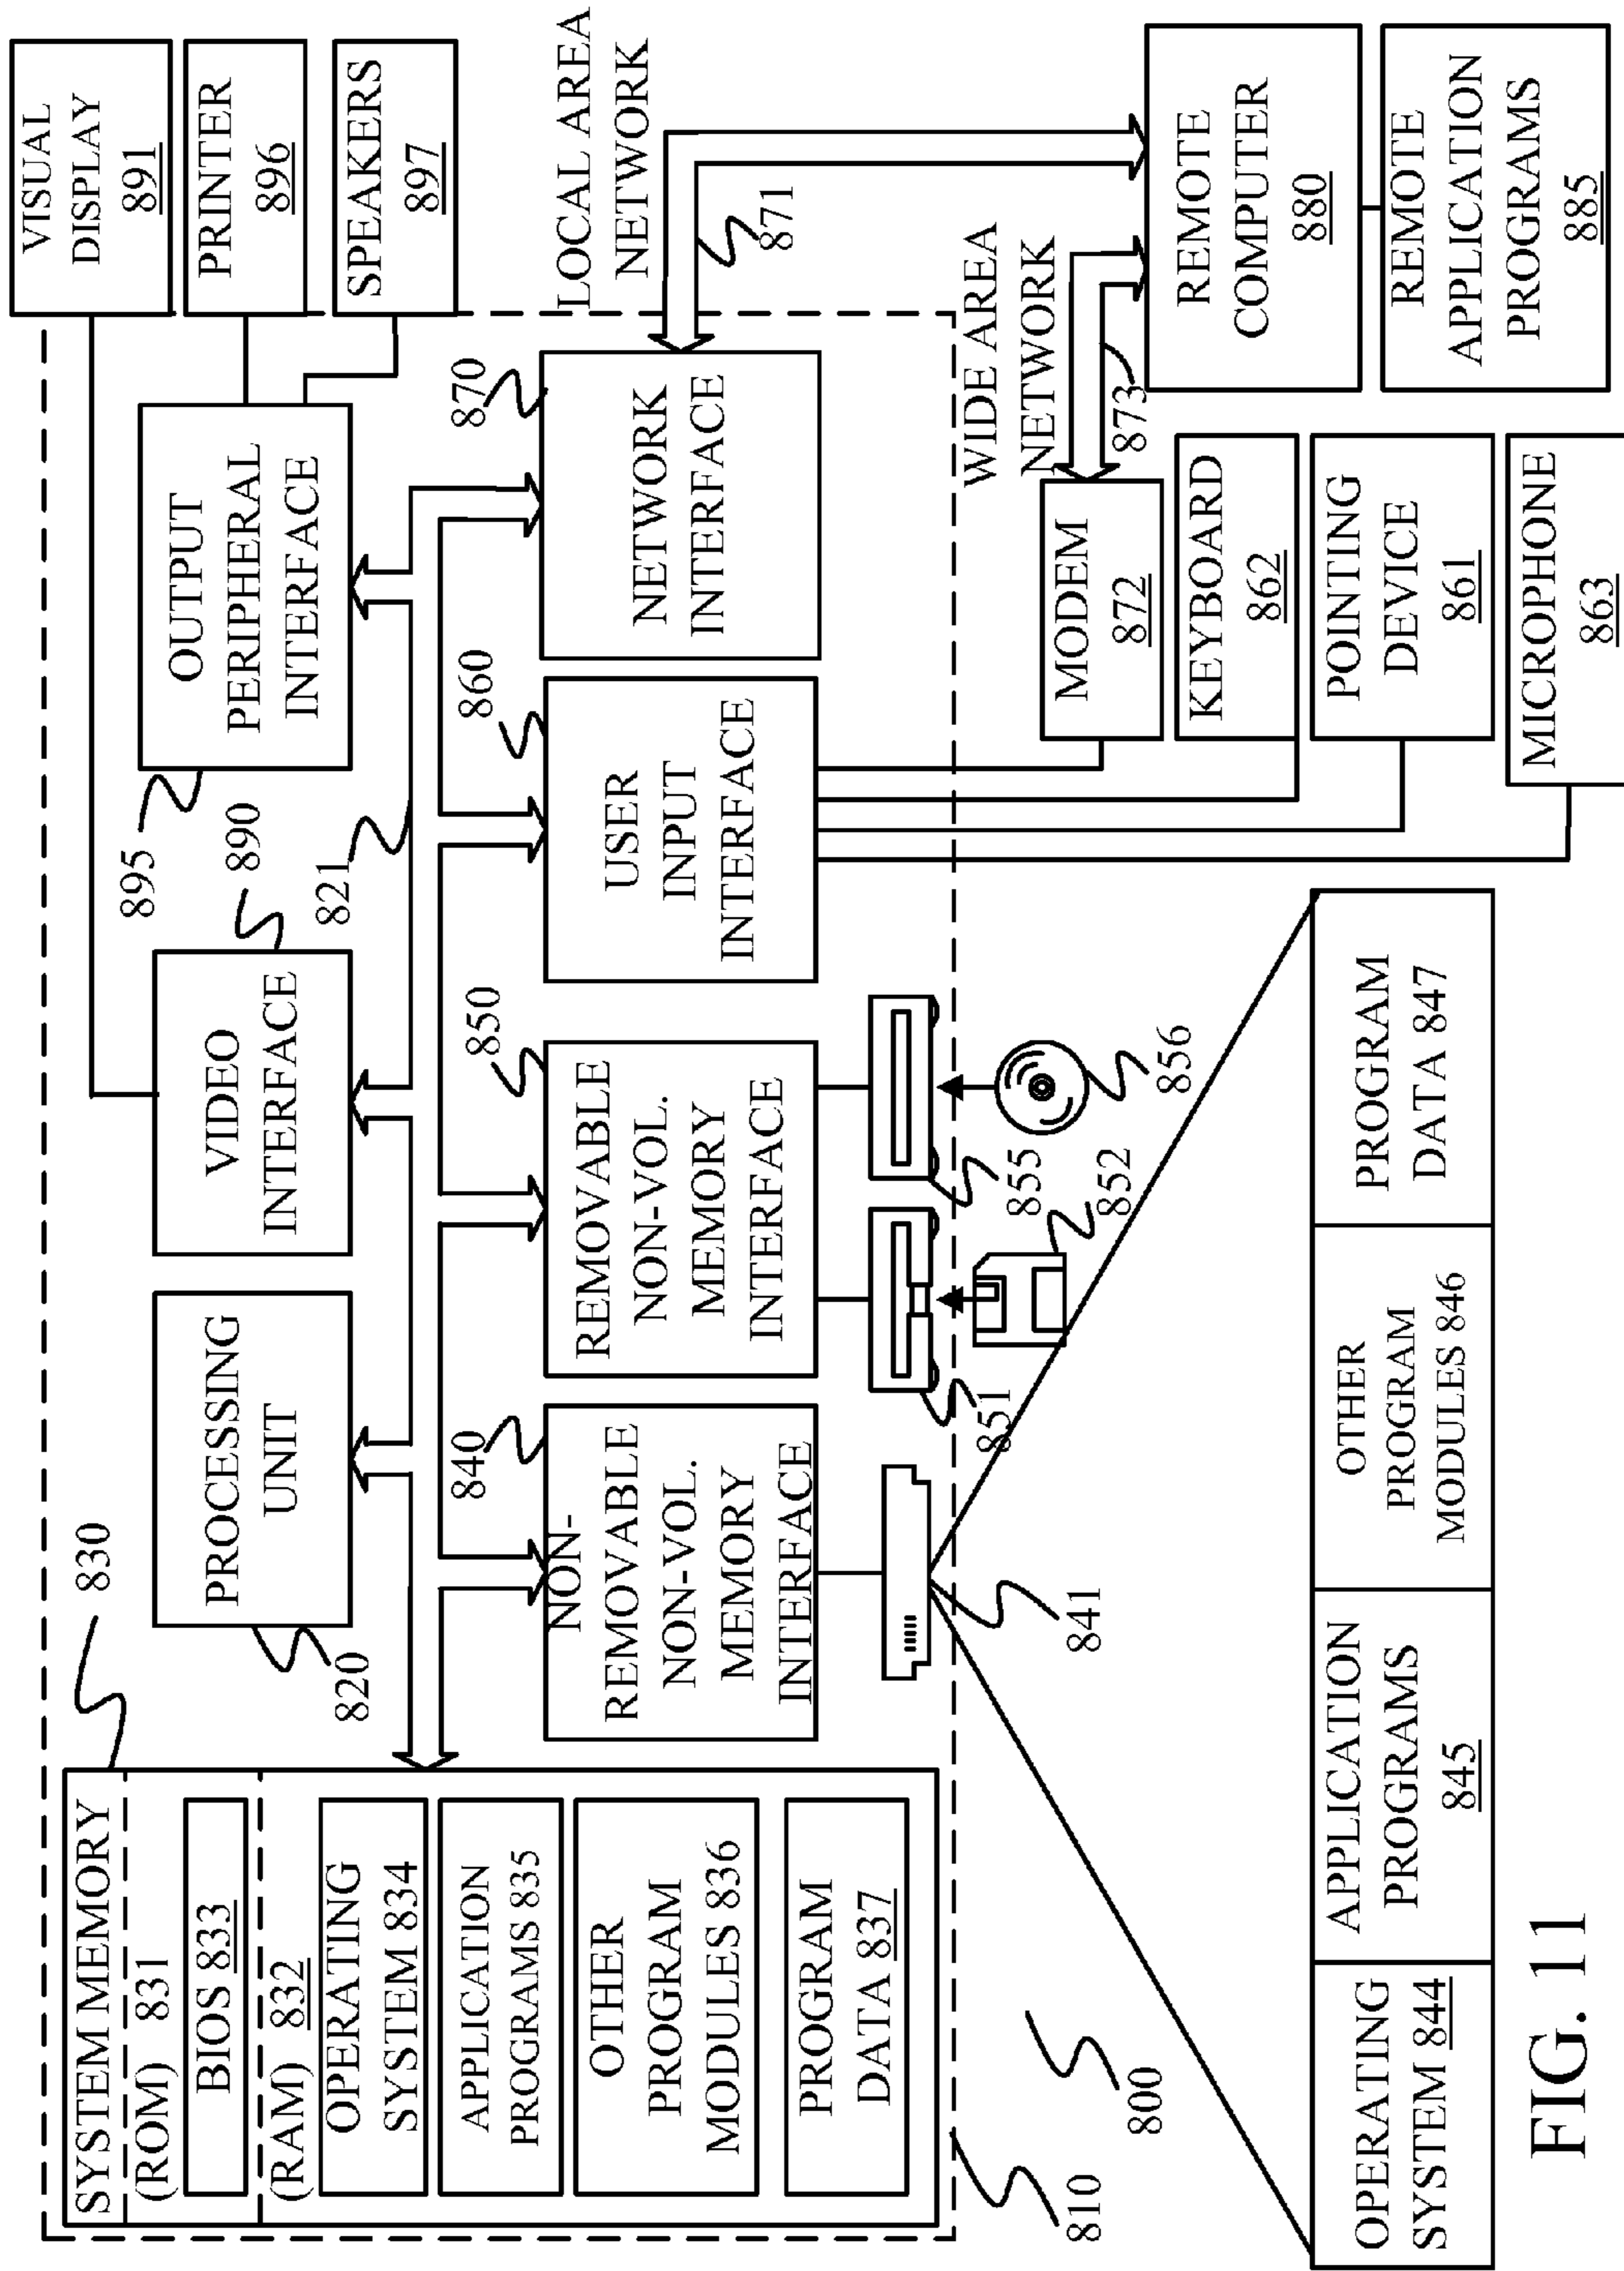 SYSTEM MEMORY
(ROM) 831
BIOS 833
(RAM) 832
OPERATING
SYSTEM 834
APPLICATION
PROGRAMS 835
OTHER
PROGRAM
MODULES 836
PROGRAM
DATA 837
830
PROCESSING
UNIT
820
VIDEO
INTERFACE
890
821
OUTPUT
PERIPHERAL
INTERFACE
895
VISUAL
DISPLAY
891
PRINTER
896
SPEAKERS
897
NON-
REMOVABLE
NON-VOL.
MEMORY
INTERFACE
840
REMOVABLE
NON-VOL.
MEMORY
INTERFACE
850
USER
INPUT
INTERFACE
860
NETWORK
INTERFACE
870
LOCAL AREA
NETWORK
871
841
851
852
855
856
WIDE AREA
NETWORK
873
MODEM
872
KEYBOARD
862
POINTING
DEVICE
861
MICROPHONE
863
REMOTE
COMPUTER
880
REMOTE
APPLICATION
PROGRAMS
885
810
800
OPERATING
SYSTEM 844
APPLICATION
PROGRAMS
845
OTHER
PROGRAM
MODULES 846
PROGRAM
DATA 847
FIG. 11